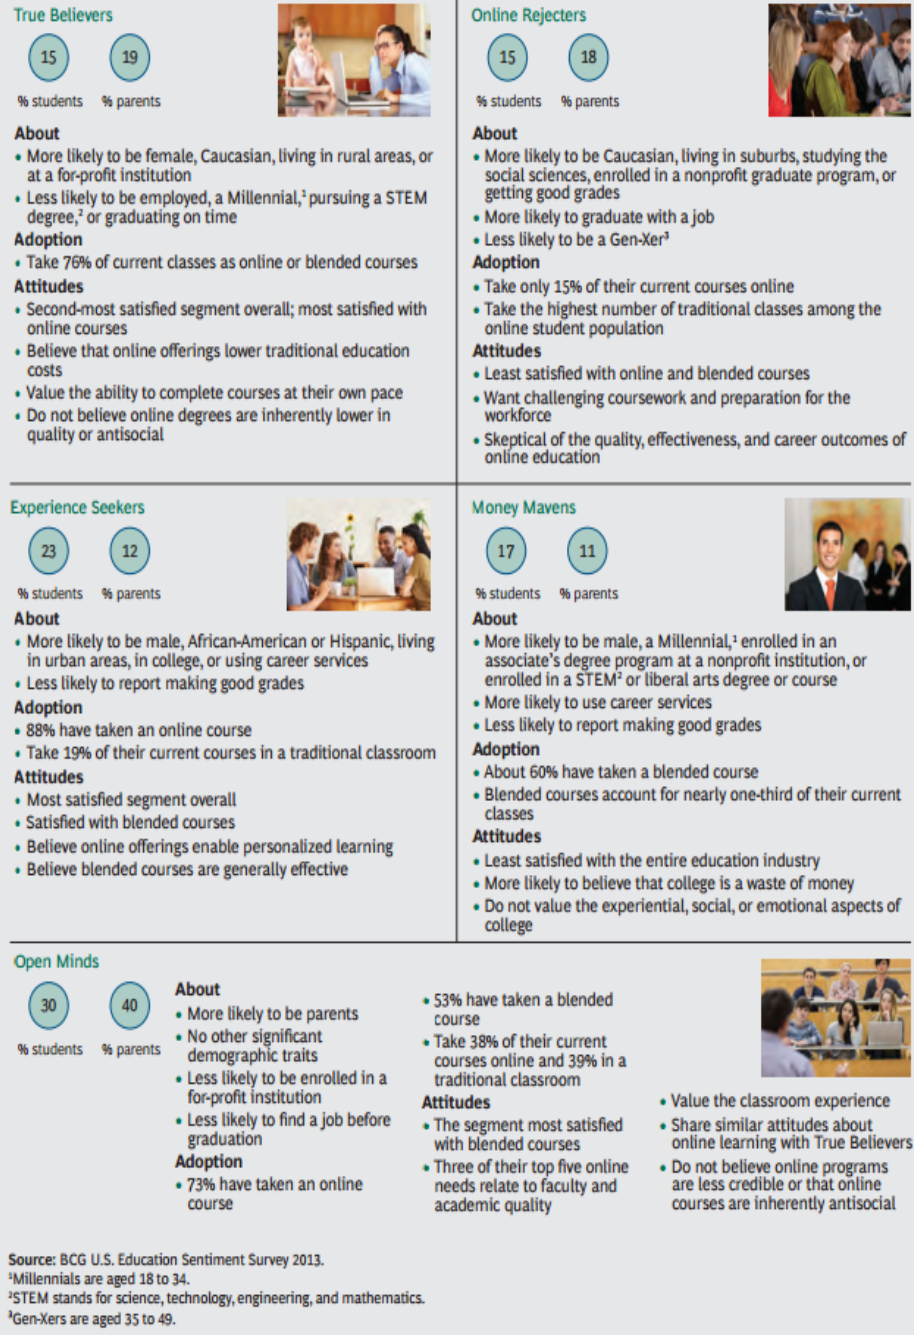 True Believers
15
19
% students
% parents
About
• More likely to be female, Caucasian, living in rural areas, or
at a for-profit institution
• Less likely to be employed, a Millennial,¹ pursuing a STEM
degree,² or graduating on time
Adoption
• Take 76% of current classes as online or blended courses
Attitudes
• Second-most satisfied segment overall; most satisfied with
online courses
• Believe that online offerings lower traditional education
costs
• Value the ability to complete courses at their own pace
• Do not believe online degrees are inherently lower in
quality or antisocial
Online Rejecters
15
18
% students
% parents
About
• More likely to be Caucasian, living in suburbs, studying the
social sciences, enrolled in a nonprofit graduate program, or
getting good grades
• More likely to graduate with a job
• Less likely to be a Gen-Xer³
Adoption
• Take only 15% of their current courses online
• Take the highest number of traditional classes among the
online student population
Attitudes
• Least satisfied with online and blended courses
• Want challenging coursework and preparation for the
workforce
• Skeptical of the quality, effectiveness, and career outcomes of
online education
Experience Seekers
23
12
% students
% parents
About
• More likely to be male, African-American or Hispanic, living
in urban areas, in college, or using career services
• Less likely to report making good grades
Adoption
• 88% have taken an online course
• Take 19% of their current courses in a traditional classroom
Attitudes
• Most satisfied segment overall
• Satisfied with blended courses
• Believe online offerings enable personalized learning
• Believe blended courses are generally effective
Money Mavens
17
11
% students
% parents
About
• More likely to be male, a Millennial,¹ enrolled in an
associate's degree program at a nonprofit institution, or
enrolled in a STEM² or liberal arts degree or course
• More likely to use career services
• Less likely to report making good grades
Adoption
• About 60% have taken a blended course
• Blended courses account for nearly one-third of their current
classes
Attitudes
• Least satisfied with the entire education industry
• More likely to believe that college is a waste of money
• Do not value the experiential, social, or emotional aspects of
college
Open Minds
30
40
% students
% parents
About
• More likely to be parents
• No other significant
demographic traits
• Less likely to be enrolled in a
for-profit institution
• Less likely to find a job before
graduation
Adoption
• 73% have taken an online
course
• 53% have taken a blended
course
• Take 38% of their current
courses online and 39% in a
traditional classroom
Attitudes
• The segment most satisfied
with blended courses
• Three of their top five online
needs relate to faculty and
academic quality
• Value the classroom experience
• Share similar attitudes about
online learning with True Believers
• Do not believe online programs
are less credible or that online
courses are inherently antisocial
Source: BCG U.S. Education Sentiment Survey 2013.
¹Millennials are aged 18 to 34.
²STEM stands for science, technology, engineering, and mathematics.
³Gen-Xers are aged 35 to 49.